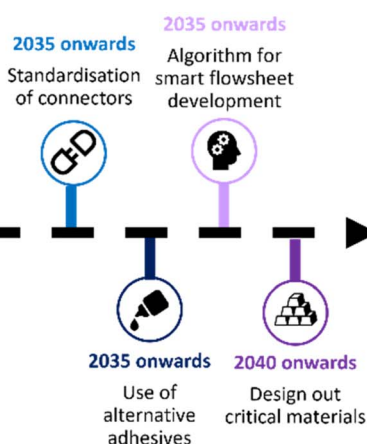 2035 onwards
Standardisation
of connectors
2035 onwards
Algorithm for
smart flowsheet
development
2035 onwards
Use of
alternative
adhesives
2040 onwards
Design out
critical materials